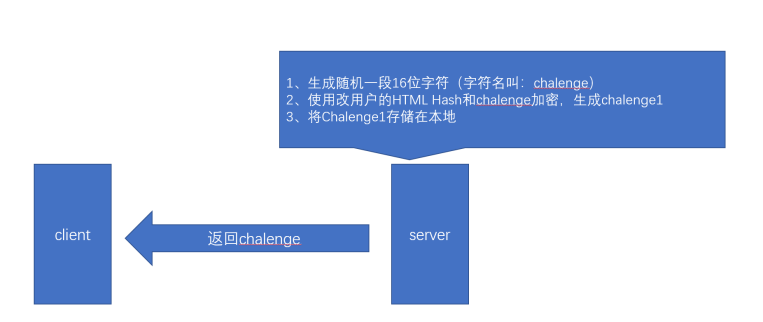 1、生成随机一段16位字符（字符名叫：chalenge）
2、使用改用户的HTML Hash和chalenge加密，生成chalenge1
3、将Chalenge1存储在本地
client
返回chalenge
server